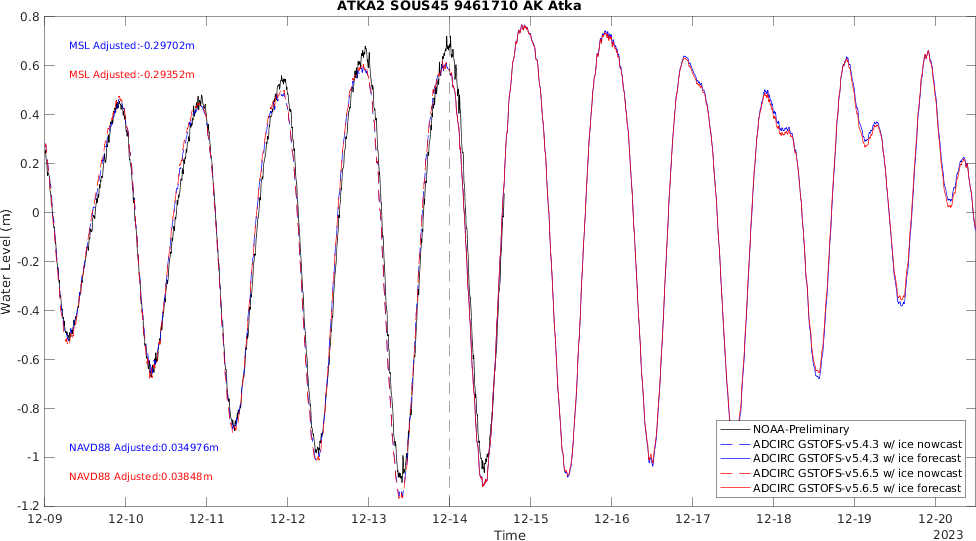 ATKA2 SOUS45 9461710 AK Atka
MSL Adjusted:-0.29702m
MSL Adjusted:-0.29352m
NAVD88 Adjusted:0.034976m
NAVD88 Adjusted:0.03848m
Water Level (m)
0.8
0.6
0.4
0.2
0
-0.2
-0.4
-0.6
-0.8
-1
-1.2
NOAA-Preliminary
ADCIRC GSTOFS-v5.4.3 w/ ice nowcast
ADCIRC GSTOFS-v5.4.3 w/ ice forecast
ADCIRC GSTOFS-v5.6.5 w/ ice nowcast
ADCIRC GSTOFS-v5.6.5 w/ ice forecast
12-09 12-10 12-11 12-12 12-13 12-14 12-15 12-16 12-17 12-18 12-19 12-20
Time
2023